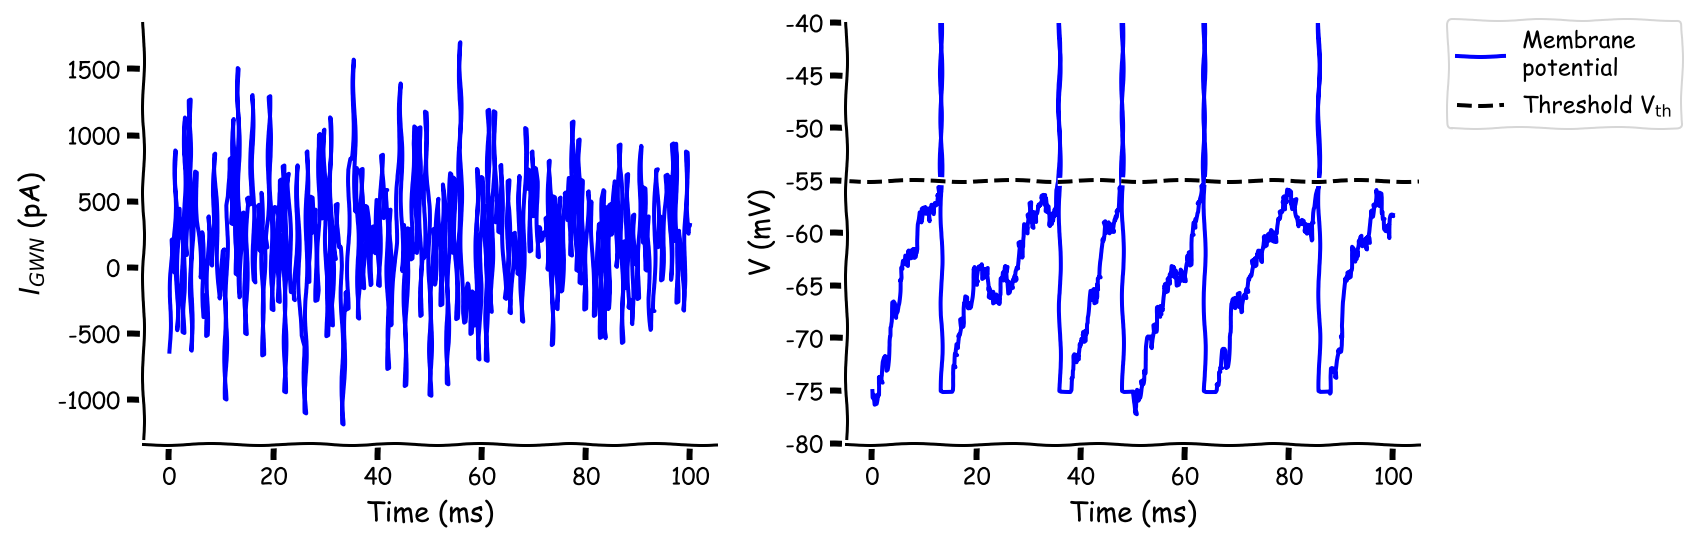 1500
1000
500
0
-500
-1000
I_GWN (pA)
0 20 40 60 80 100
Time (ms)
-40
-45
-50
-55
-60
-65
-70
-75
-80
V (mV)
0 20 40 60 80 100
Time (ms)
Membrane
potential
Threshold V_th